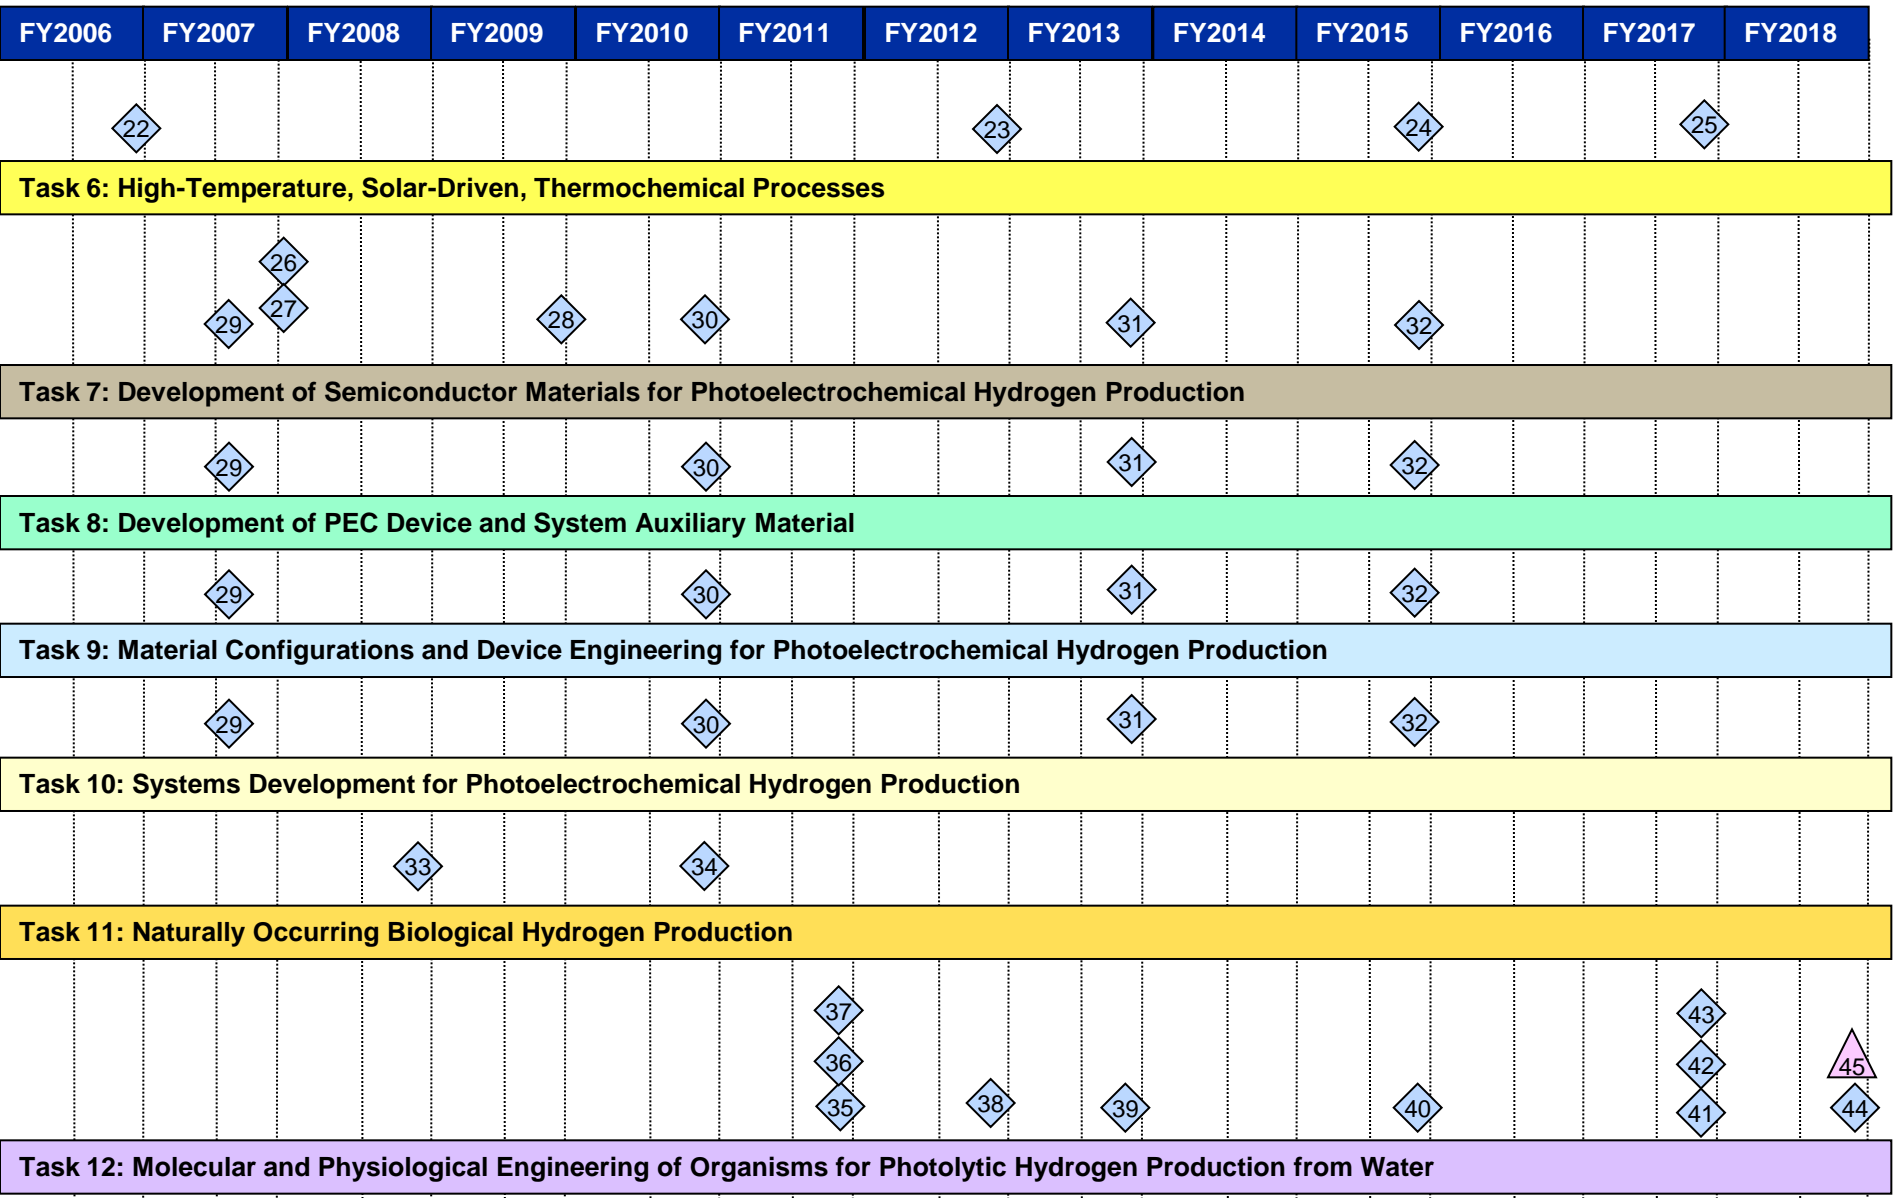 FY2006 FY2007 FY2008 FY2009 FY2010 FY2011 FY2012 FY2013 FY2014 FY2015 FY2016 FY2017 FY2018
22 23 24 25
Task 6: High-Temperature, Solar-Driven, Thermochemical Processes
26
27
29 28 30 31 32
Task 7: Development of Semiconductor Materials for Photoelectrochemical Hydrogen Production
29 30 31 32
Task 8: Development of PEC Device and System Auxiliary Material
29 30 31 32
Task 9: Material Configurations and Device Engineering for Photoelectrochemical Hydrogen Production
29 30 31 32
Task 10: Systems Development for Photoelectrochemical Hydrogen Production
33 34
Task 11: Naturally Occurring Biological Hydrogen Production
37 43
36 42 45
35 38 39 40 41 44
Task 12: Molecular and Physiological Engineering of Organisms for Photolytic Hydrogen Production from Water